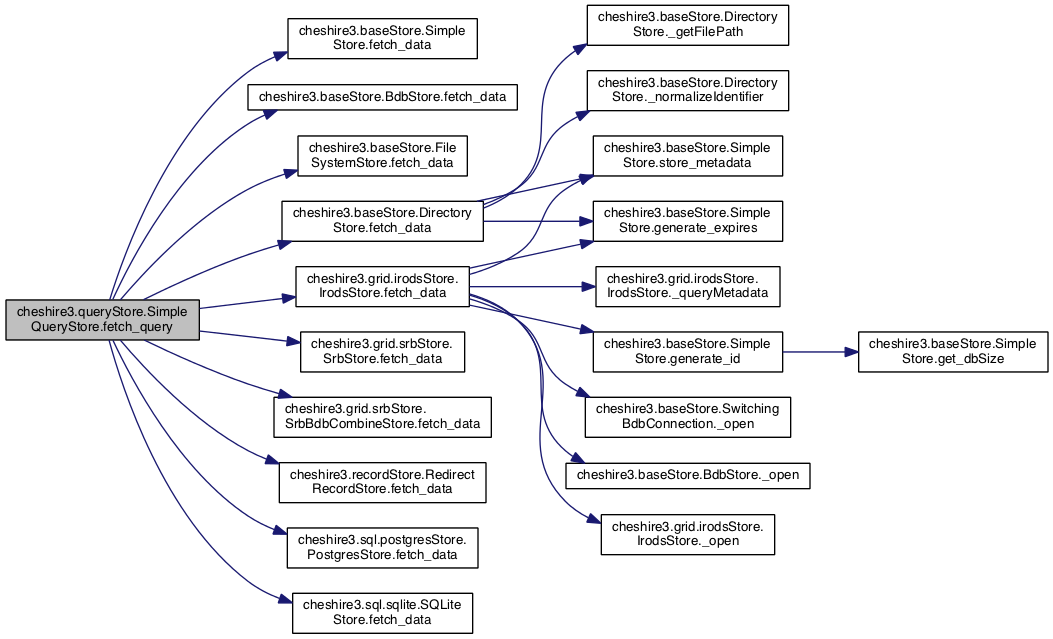 cheshire3.queryStore.Simple
QueryStore.fetch_query
cheshire3.baseStore.Simple
Store.fetch_data
cheshire3.baseStore.BdbStore.fetch_data
cheshire3.baseStore.File
SystemStore.fetch_data
cheshire3.baseStore.Directory
Store.fetch_data
cheshire3.grid.irodsStore.
IrodsStore.fetch_data
cheshire3.grid.srbStore.
SrbStore.fetch_data
cheshire3.grid.srbStore.
SrbBdbCombineStore.fetch_data
cheshire3.recordStore.Redirect
RecordStore.fetch_data
cheshire3.sql.postgresStore.
PostgresStore.fetch_data
cheshire3.sql.sqlite.SQLite
Store.fetch_data
cheshire3.baseStore.Directory
Store._getFilePath
cheshire3.baseStore.Directory
Store._normalizeIdentifier
cheshire3.baseStore.Simple
Store.store_metadata
cheshire3.baseStore.Simple
Store.generate_expires
cheshire3.grid.irodsStore.
IrodsStore._queryMetadata
cheshire3.baseStore.Simple
Store.generate_id
cheshire3.baseStore.Switching
BdbConnection._open
cheshire3.baseStore.BdbStore._open
cheshire3.grid.irodsStore.
IrodsStore._open
cheshire3.baseStore.Simple
Store.get_dbSize